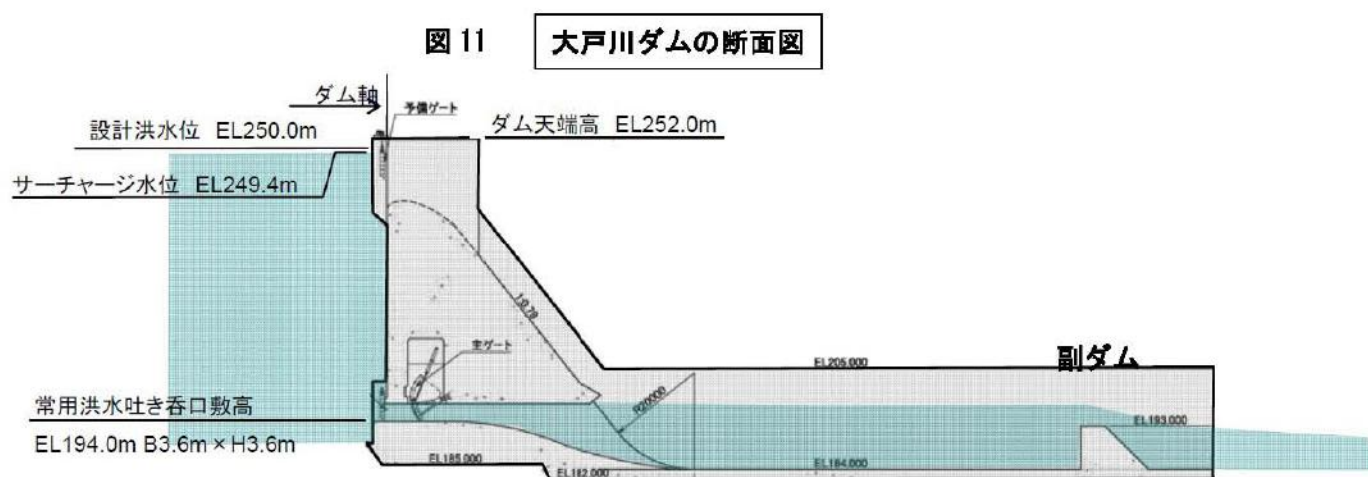 図 11 大戸川ダムの断面図
ダム軸
予備ゲート
設計洪水位 EL250.0m
ダム天端高 EL252.0m
サーチャージ水位 EL249.4m
1:0.78
主ゲート
EL205.000
副ダム
R20000
常用洪水吐き呑口敷高
EL194.0m B3.6m×H3.6m
EL193.000
EL185.000
EL184.000
EL182.000